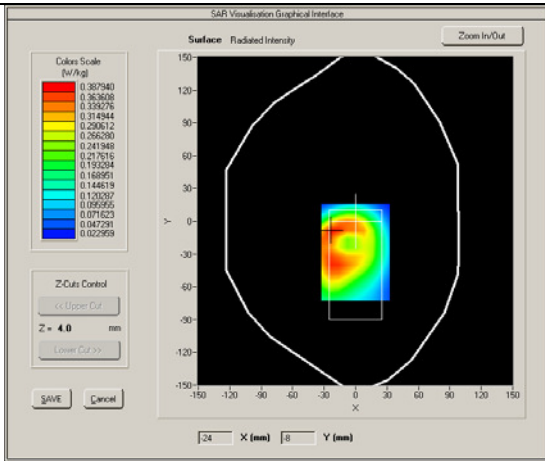 SAR Visualisation Graphical Interface
Surface Radiated Intensity
Zoom In/Out
Colors Scale
(W/kg)
0.387940
0.363608
0.339276
0.314944
0.290612
0.266280
0.241948
0.217616
0.193284
0.168951
0.144619
0.120287
0.095955
0.071623
0.047291
0.022959
Z-Cuts Control
<< Upper Cut
Z = 4.0 mm
Lower Cut >>
SAVE Cancel
150
120
90
60
30
0
-30
-60
-90
-120
-150
Y
-150 -120 -90 -60 -30 0 30 60 90 120 150
X
-24 X (mm) -8 Y (mm)